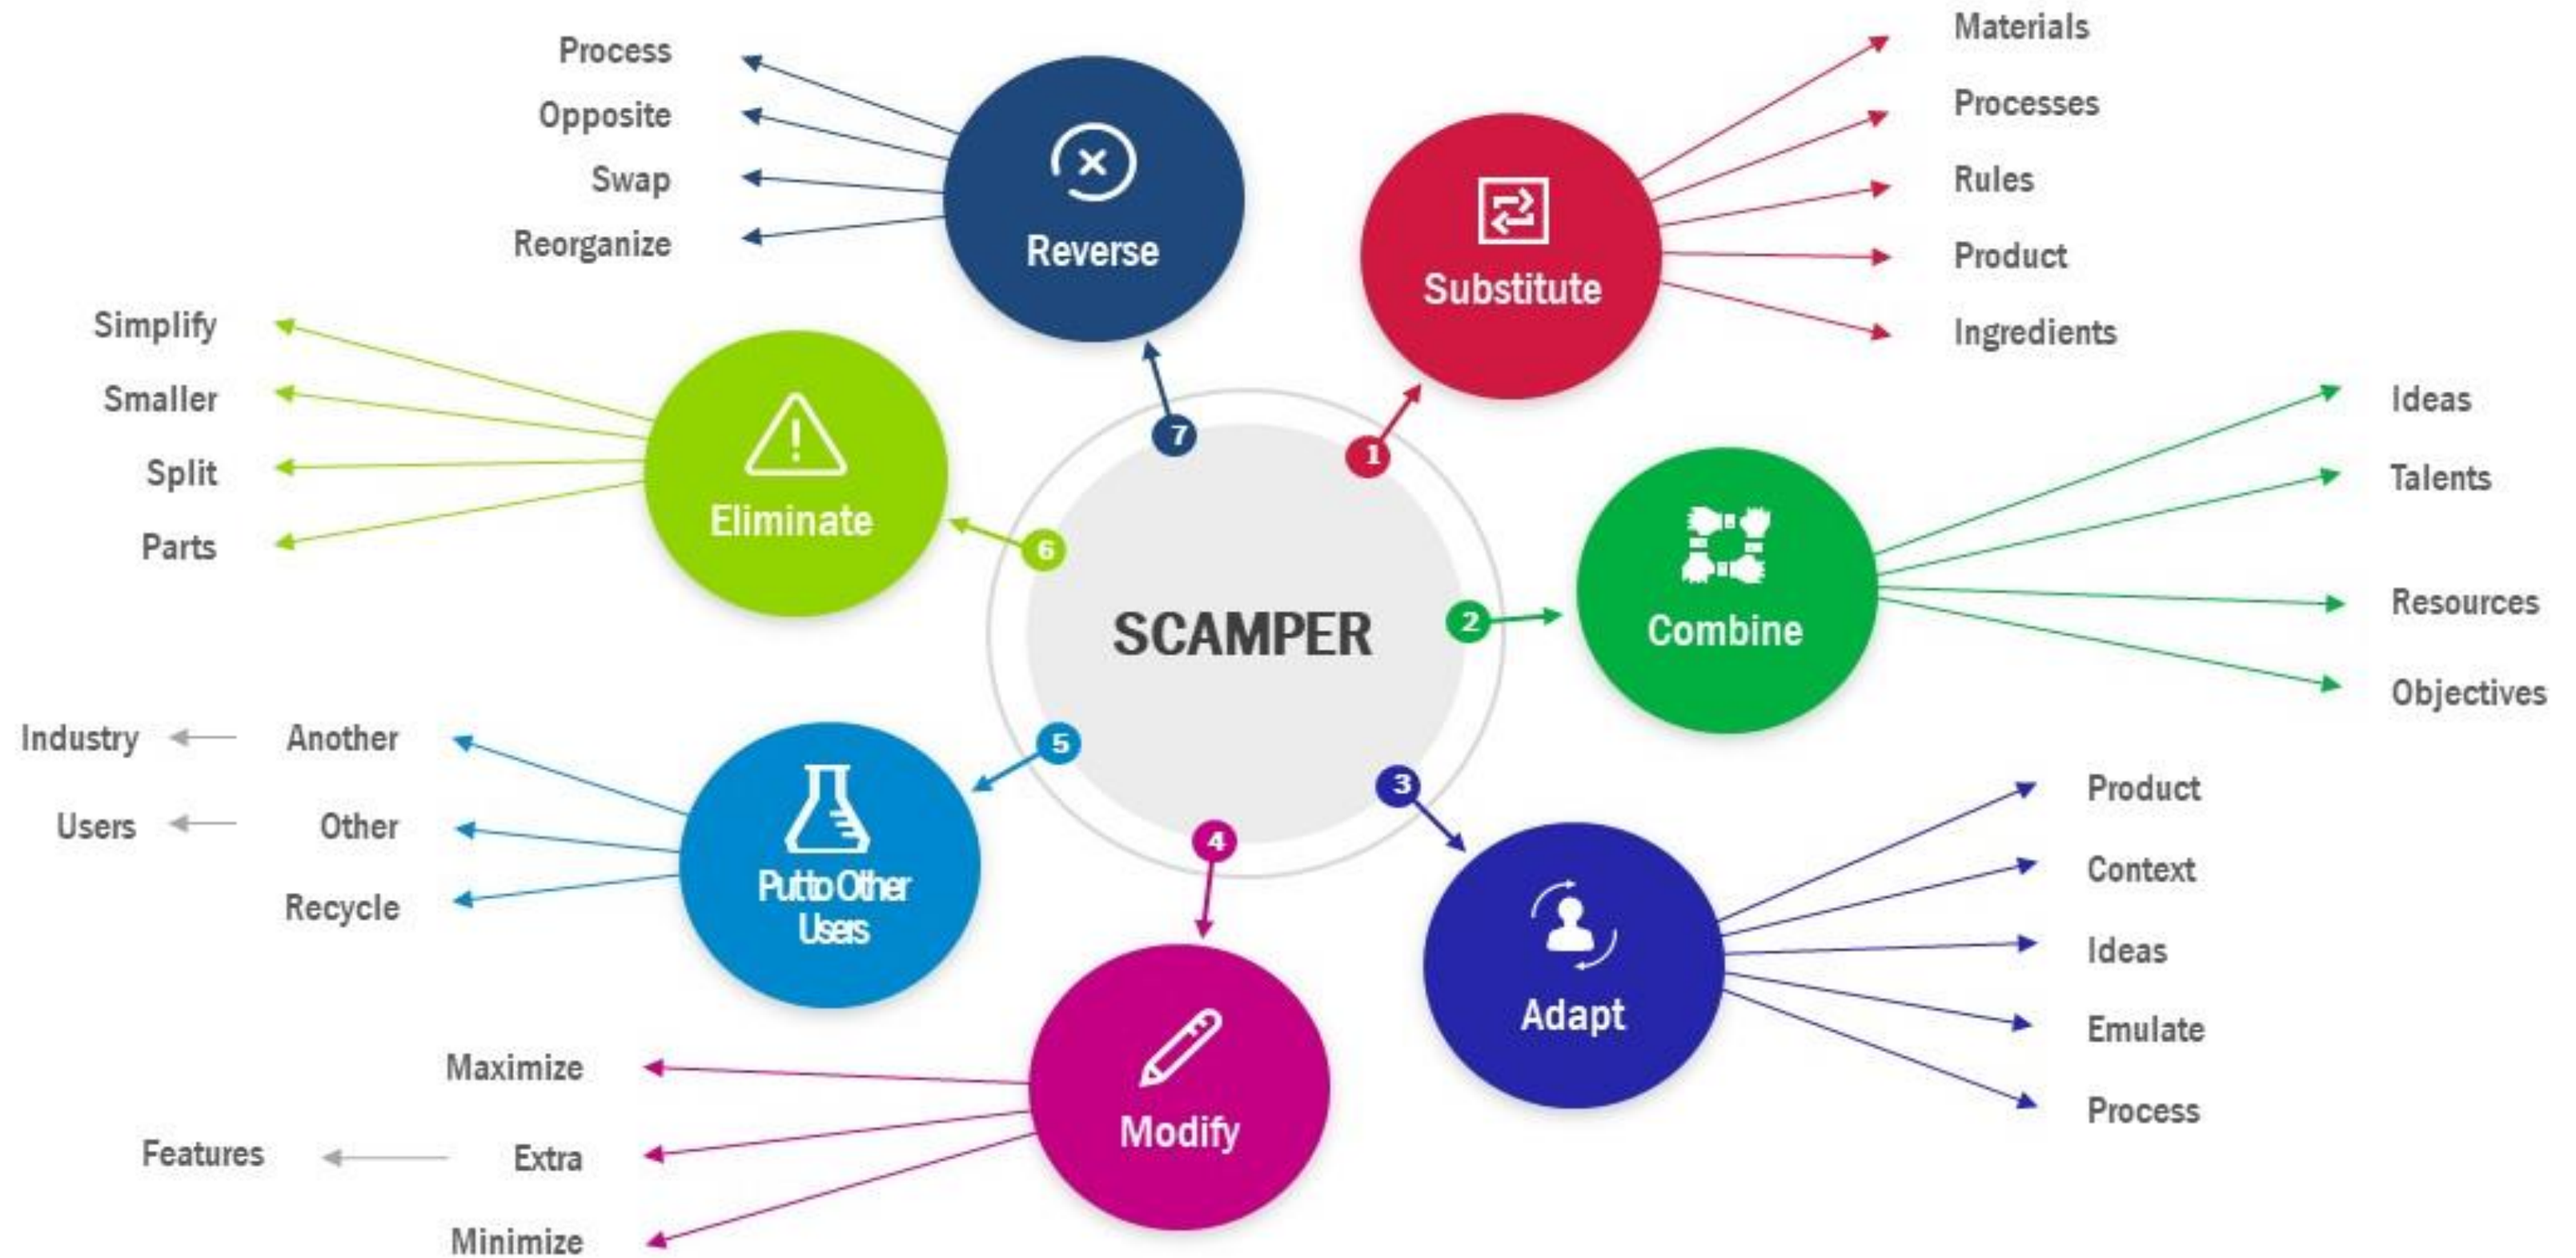 SCAMPER
1
Substitute
Materials
Processes
Rules
Product
Ingredients
2
Combine
Ideas
Talents
Resources
Objectives
3
Adapt
Product
Context
Ideas
Emulate
Process
4
Modify
Maximize
Extra
Features
Minimize
5
Put to Other
Users
Another
Industry
Other
Users
Recycle
6
Eliminate
Simplify
Smaller
Split
Parts
7
Reverse
Process
Opposite
Swap
Reorganize